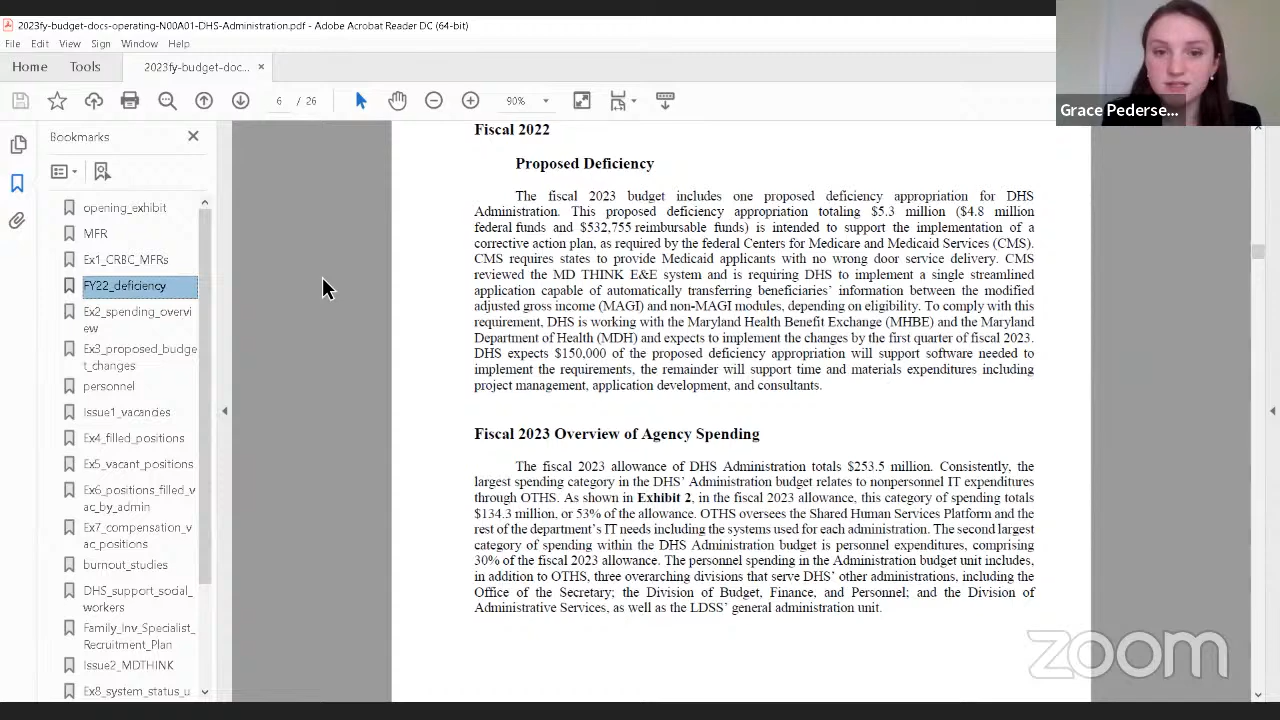 2023fy-budget-docs-operating-N00A01-DHS-Administration.pdf - Adobe Acrobat Reader DC (64-bit)
File Edit View Sign Window Help
Home Tools 2023fy-budget-doc... ×
6 / 26 90%
Grace Pederse...
Bookmarks
opening_exhibit
MFR
Ex1_CRBC_MFRs
FY22_deficiency
Ex2_spending_overvi
ew
Ex3_proposed_budge
t_changes
personnel
Issue1_vacancies
Ex4_filled_positions
Ex5_vacant_positions
Ex6_positions_filled_v
ac_by_admin
Ex7_compensation_v
ac_positions
burnout_studies
DHS_support_social_
workers
Family_Inv_Specialist_
Recruitment_Plan
Issue2_MDTHINK
Ex8_system_status_u
Fiscal 2022
Proposed Deficiency
The fiscal 2023 budget includes one proposed deficiency appropriation for DHS
Administration. This proposed deficiency appropriation totaling $5.3 million ($4.8 million
federal funds and $532,755 reimbursable funds) is intended to support the implementation of a
corrective action plan, as required by the federal Centers for Medicare and Medicaid Services (CMS).
CMS requires states to provide Medicaid applicants with no wrong door service delivery. CMS
reviewed the MD THINK E&E system and is requiring DHS to implement a single streamlined
application capable of automatically transferring beneficiaries' information between the modified
adjusted gross income (MAGI) and non-MAGI modules, depending on eligibility. To comply with this
requirement, DHS is working with the Maryland Health Benefit Exchange (MHBE) and the Maryland
Department of Health (MDH) and expects to implement the changes by the first quarter of fiscal 2023.
DHS expects $150,000 of the proposed deficiency appropriation will support software needed to
implement the requirements, the remainder will support time and materials expenditures including
project management, application development, and consultants.
Fiscal 2023 Overview of Agency Spending
The fiscal 2023 allowance of DHS Administration totals $253.5 million. Consistently, the
largest spending category in the DHS' Administration budget relates to nonpersonnel IT expenditures
through OTHS. As shown in Exhibit 2, in the fiscal 2023 allowance, this category of spending totals
$134.3 million, or 53% of the allowance. OTHS oversees the Shared Human Services Platform and the
rest of the department's IT needs including the systems used for each administration. The second largest
category of spending within the DHS Administration budget is personnel expenditures, comprising
30% of the fiscal 2023 allowance. The personnel spending in the Administration budget unit includes,
in addition to OTHS, three overarching divisions that serve DHS' other administrations, including the
Office of the Secretary; the Division of Budget, Finance, and Personnel; and the Division of
Administrative Services, as well as the LDSS' general administration unit.
zoom